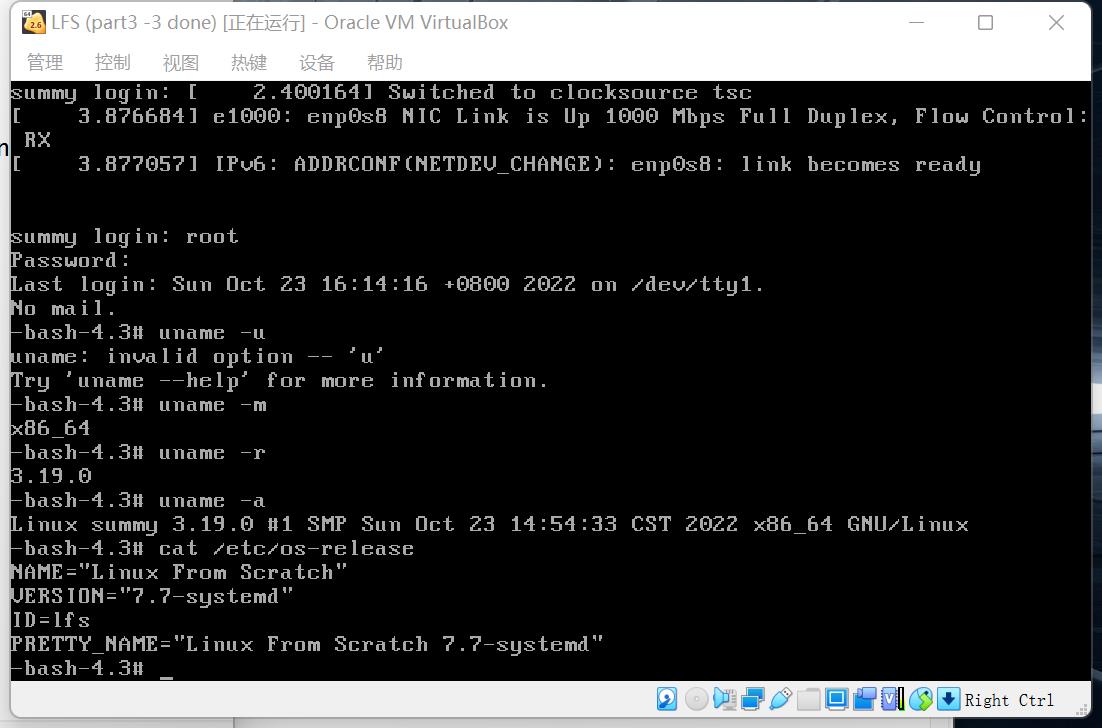 LFS (part3 -3 done) [正在运行] - Oracle VM VirtualBox
管理 控制 视图 热键 设备 帮助
summy login: [    2.400164] Switched to clocksource tsc
[    3.876684] e1000: enp0s8 NIC Link is Up 1000 Mbps Full Duplex, Flow Control:
 RX
[    3.877057] IPv6: ADDRCONF(NETDEV_CHANGE): enp0s8: link becomes ready
summy login: root
Password:
Last login: Sun Oct 23 16:14:16 +0800 2022 on /dev/tty1.
No mail.
-bash-4.3# uname -u
uname: invalid option -- 'u'
Try 'uname --help' for more information.
-bash-4.3# uname -m
x86_64
-bash-4.3# uname -r
3.19.0
-bash-4.3# uname -a
Linux summy 3.19.0 #1 SMP Sun Oct 23 14:54:33 CST 2022 x86_64 GNU/Linux
-bash-4.3# cat /etc/os-release
NAME="Linux From Scratch"
VERSION="7.7-systemd"
ID=lfs
PRETTY_NAME="Linux From Scratch 7.7-systemd"
-bash-4.3# _
Right Ctrl